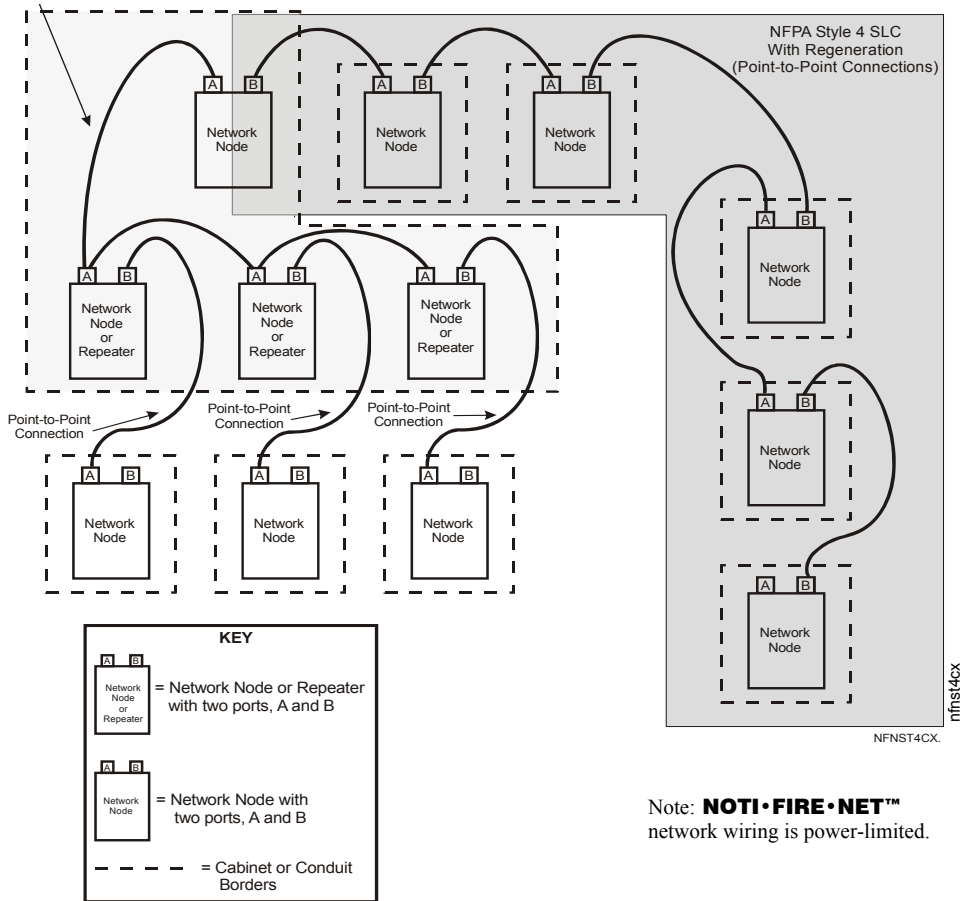 NFPA Style 4 SLC
With Regeneration
(Point-to-Point Connections)
A B
Network
Node
A B
Network
Node
A B
Network
Node
A B
Network
Node
A B
Network
Node
or
Repeater
A B
Network
Node
or
Repeater
A B
Network
Node
or
Repeater
A B
Network
Node
Point-to-Point
Connection
Point-to-Point
Connection
Point-to-Point
Connection
A B
Network
Node
A B
Network
Node
A B
Network
Node
A B
Network
Node
nfnst4cx
NFNST4CX.
KEY
A B
Network
Node
or
Repeater
= Network Node or Repeater
with two ports, A and B
A B
Network
Node
= Network Node with
two ports, A and B
= Cabinet or Conduit
Borders
Note: NOTI•FIRE•NET™
network wiring is power-limited.